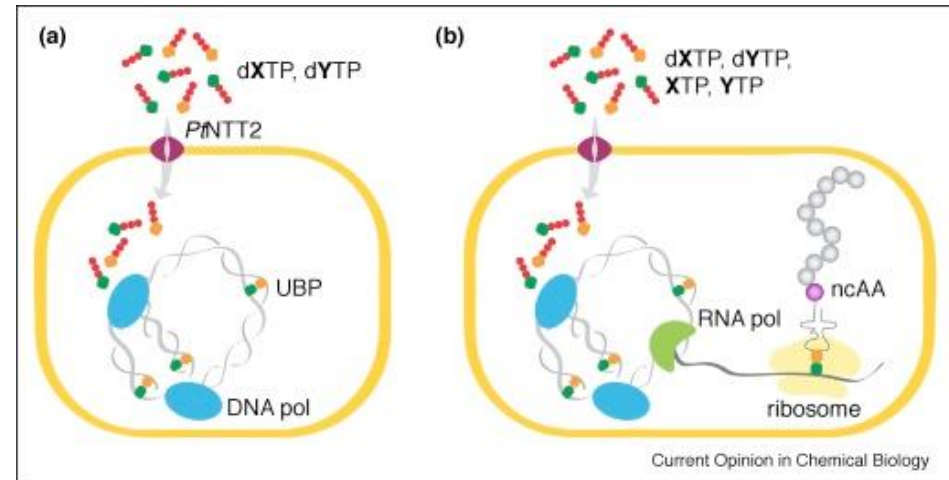 (a)
dXTP, dYTP
PtNTT2
UBP
DNA pol
(b)
dXTP, dYTP,
XTP, YTP
ncAA
RNA pol
ribosome
Current Opinion in Chemical Biology